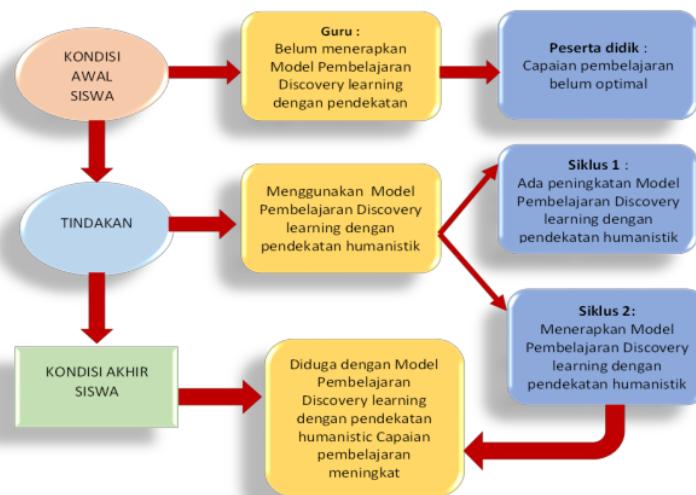 KONDISI
AWAL
SISWA
Guru :
Belum menerapkan
Model Pembelajaran
Discovery learning
dengan pendekatan
Peserta didik :
Capaian pembelajaran
belum optimal
TINDAKAN
Menggunakan Model
Pembelajaran Discovery
learning dengan
pendekatan humanistik
Siklus 1 :
Ada peningkatan Model
Pembelajaran Discovery
learning dengan
pendekatan humanistik
Siklus 2:
Menerapkan Model
Pembelajaran Discovery
learning dengan
pendekatan humanistik
KONDISI AKHIR
SISWA
Diduga dengan Model
Pembelajaran
Discovery learning
dengan pendekatan
humanistic Capaian
pembelajaran
meningkat